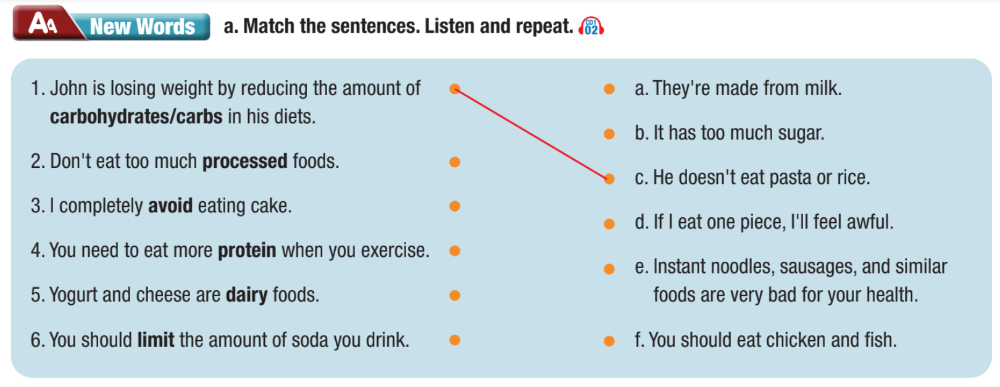 AA New Words a. Match the sentences. Listen and repeat. CD1 02
1. John is losing weight by reducing the amount of
carbohydrates/carbs in his diets.
2. Don't eat too much processed foods.
3. I completely avoid eating cake.
4. You need to eat more protein when you exercise.
5. Yogurt and cheese are dairy foods.
6. You should limit the amount of soda you drink.
a. They're made from milk.
b. It has too much sugar.
c. He doesn't eat pasta or rice.
d. If I eat one piece, I'll feel awful.
e. Instant noodles, sausages, and similar
foods are very bad for your health.
f. You should eat chicken and fish.